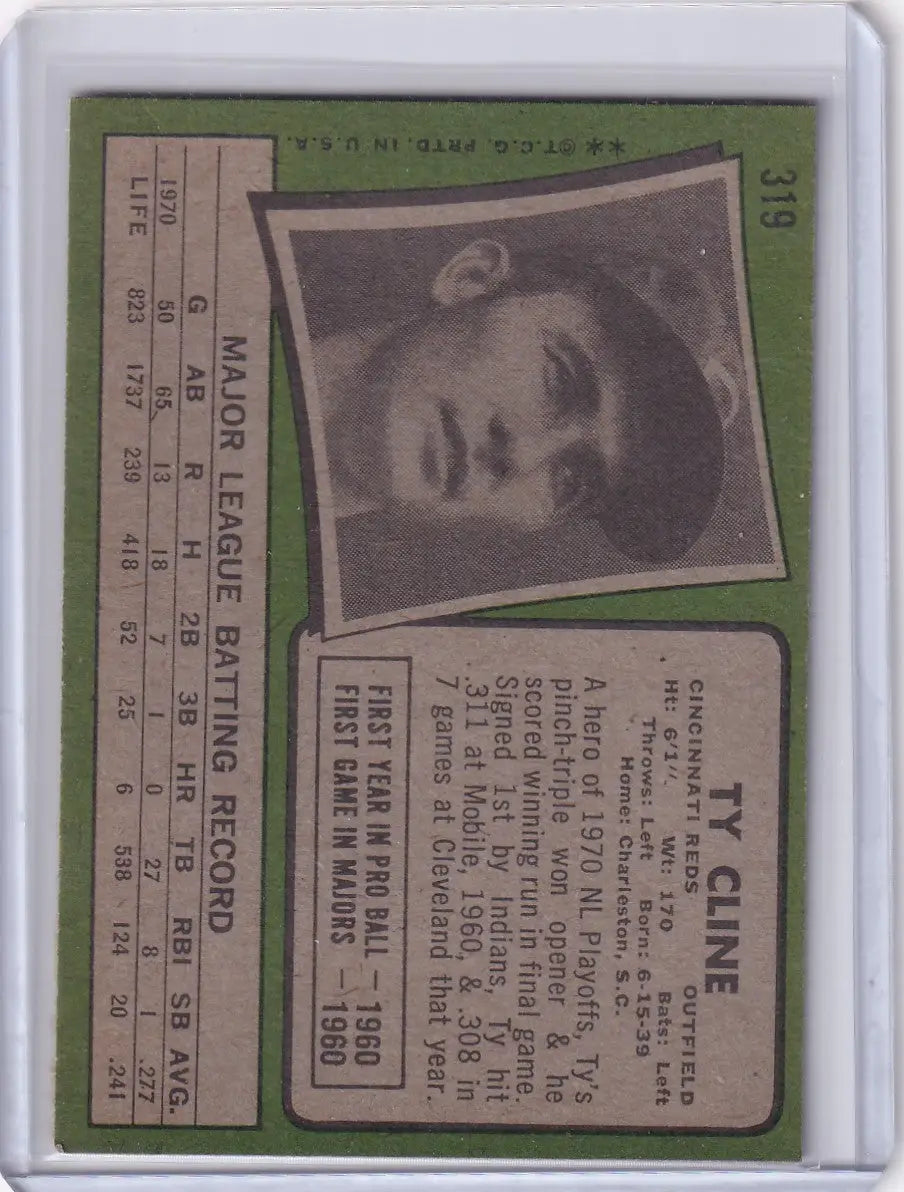 319
** ©T.C.G. PRTD. IN U.S.A.
TY CLINE
CINCINNATI REDS OUTFIELD
Ht: 6'1". Wt: 170 Bats: Left
Throws: Left Born: 6-15-39
Home: Charleston, S.C.
A hero of 1970 NL Playoffs, Ty's
pinch-triple won opener & he
scored winning run in final game.
Signed 1st by Indians, Ty hit
.311 at Mobile, 1960, & .308 in
7 games at Cleveland that year.
FIRST YEAR IN PRO BALL — 1960
FIRST GAME IN MAJORS — 1960
MAJOR LEAGUE BATTING RECORD
G AB R H 2B 3B HR TB RBI SB AVG.
1970 50 65 13 18 7 1 0 27 8 1 .277
LIFE 823 1737 239 418 52 25 6 538 124 20 .241